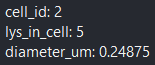 cell_id: 2
lys_in_cell: 5
diameter_um: 0.24875